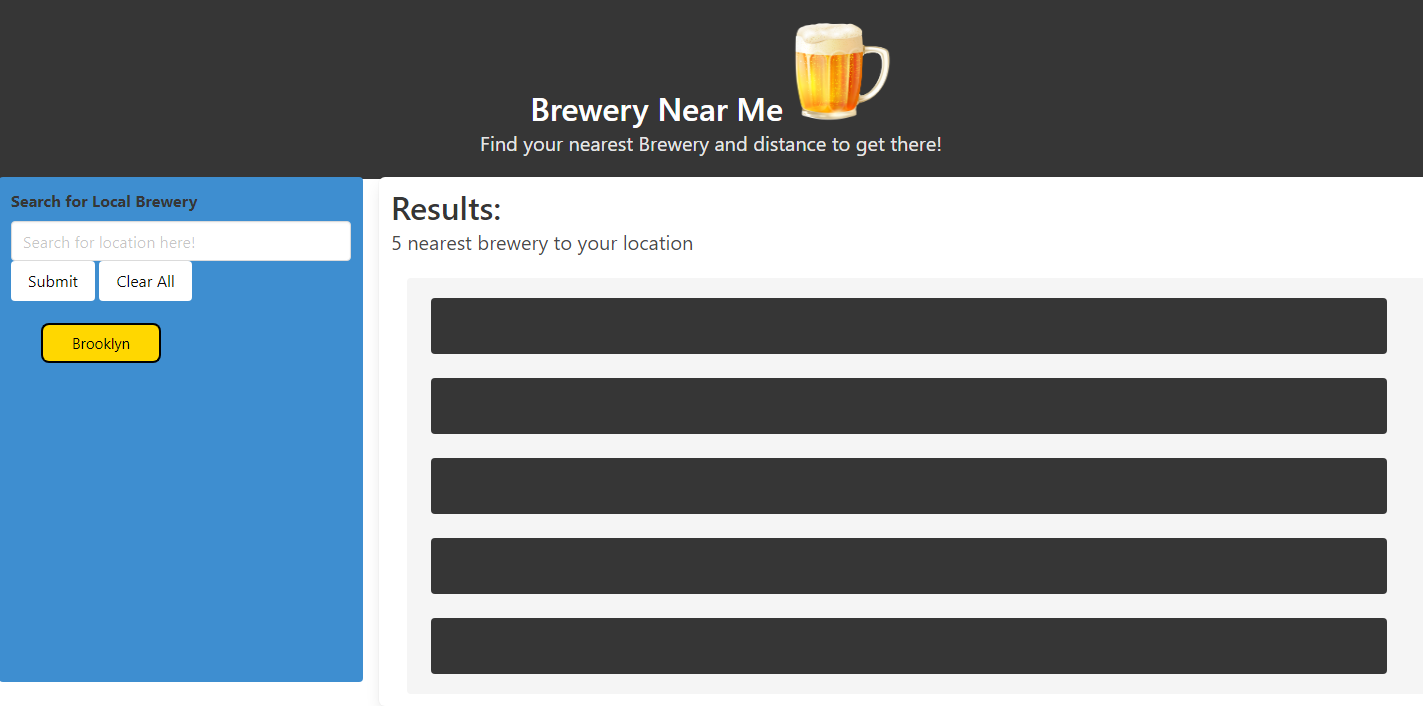 Brewery Near Me
Find your nearest Brewery and distance to get there!
Search for Local Brewery
Search for location here!
Submit
Clear All
Brooklyn
Results:
5 nearest brewery to your location